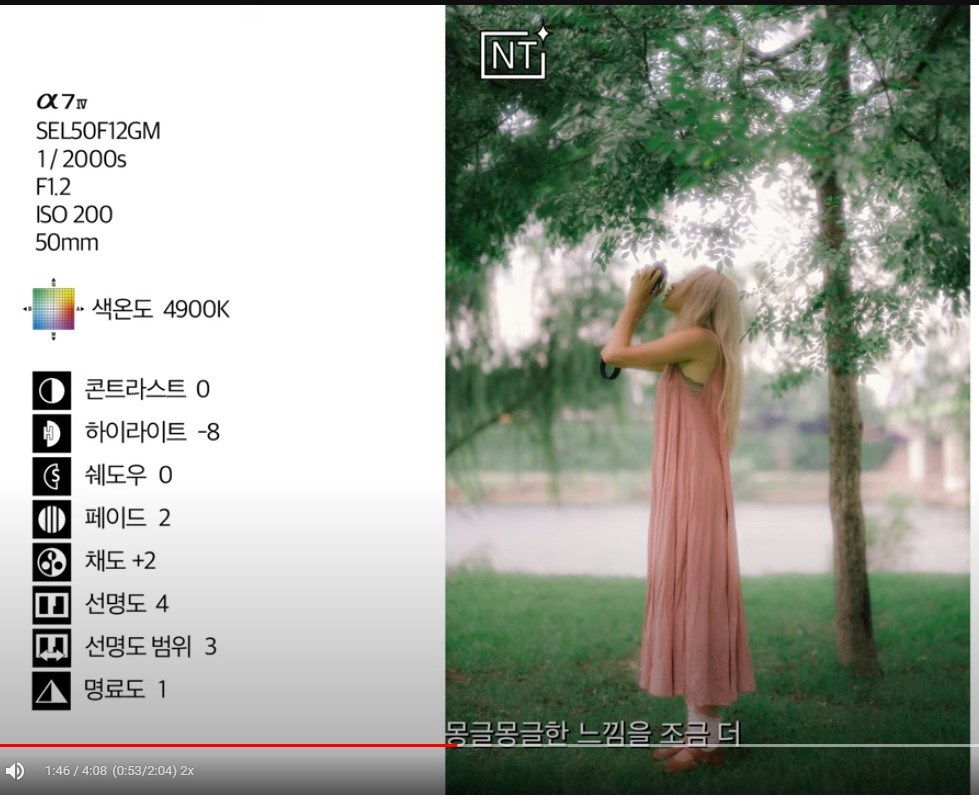 α7IV
SEL50F12GM
1/2000s
F1.2
ISO 200
50mm
색온도 4900K
콘트라스트 0
하이라이트 -8
쉐도우 0
페이드 2
채도 +2
선명도 4
선명도 범위 3
명료도 1
NT
몽글몽글한 느낌을 조금 더
1:46 / 4:08 (0:53/2:04) 2x